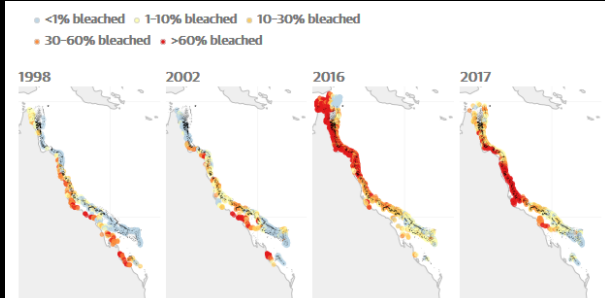 <1% bleached 1-10% bleached 10-30% bleached
30-60% bleached >60% bleached
1998 2002 2016 2017